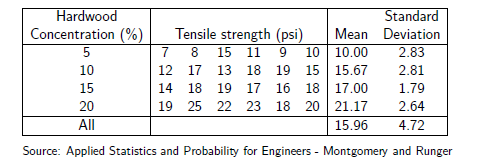 Hardwood Standard
Concentration (%) Tensile strength (psi) Mean Deviation
5 7 8 15 11 9 10 10.00 2.83
10 12 17 13 18 19 15 15.67 2.81
15 14 18 19 17 16 18 17.00 1.79
20 19 25 22 23 18 20 21.17 2.64
All 15.96 4.72
Source: Applied Statistics and Probability for Engineers - Montgomery and Runger